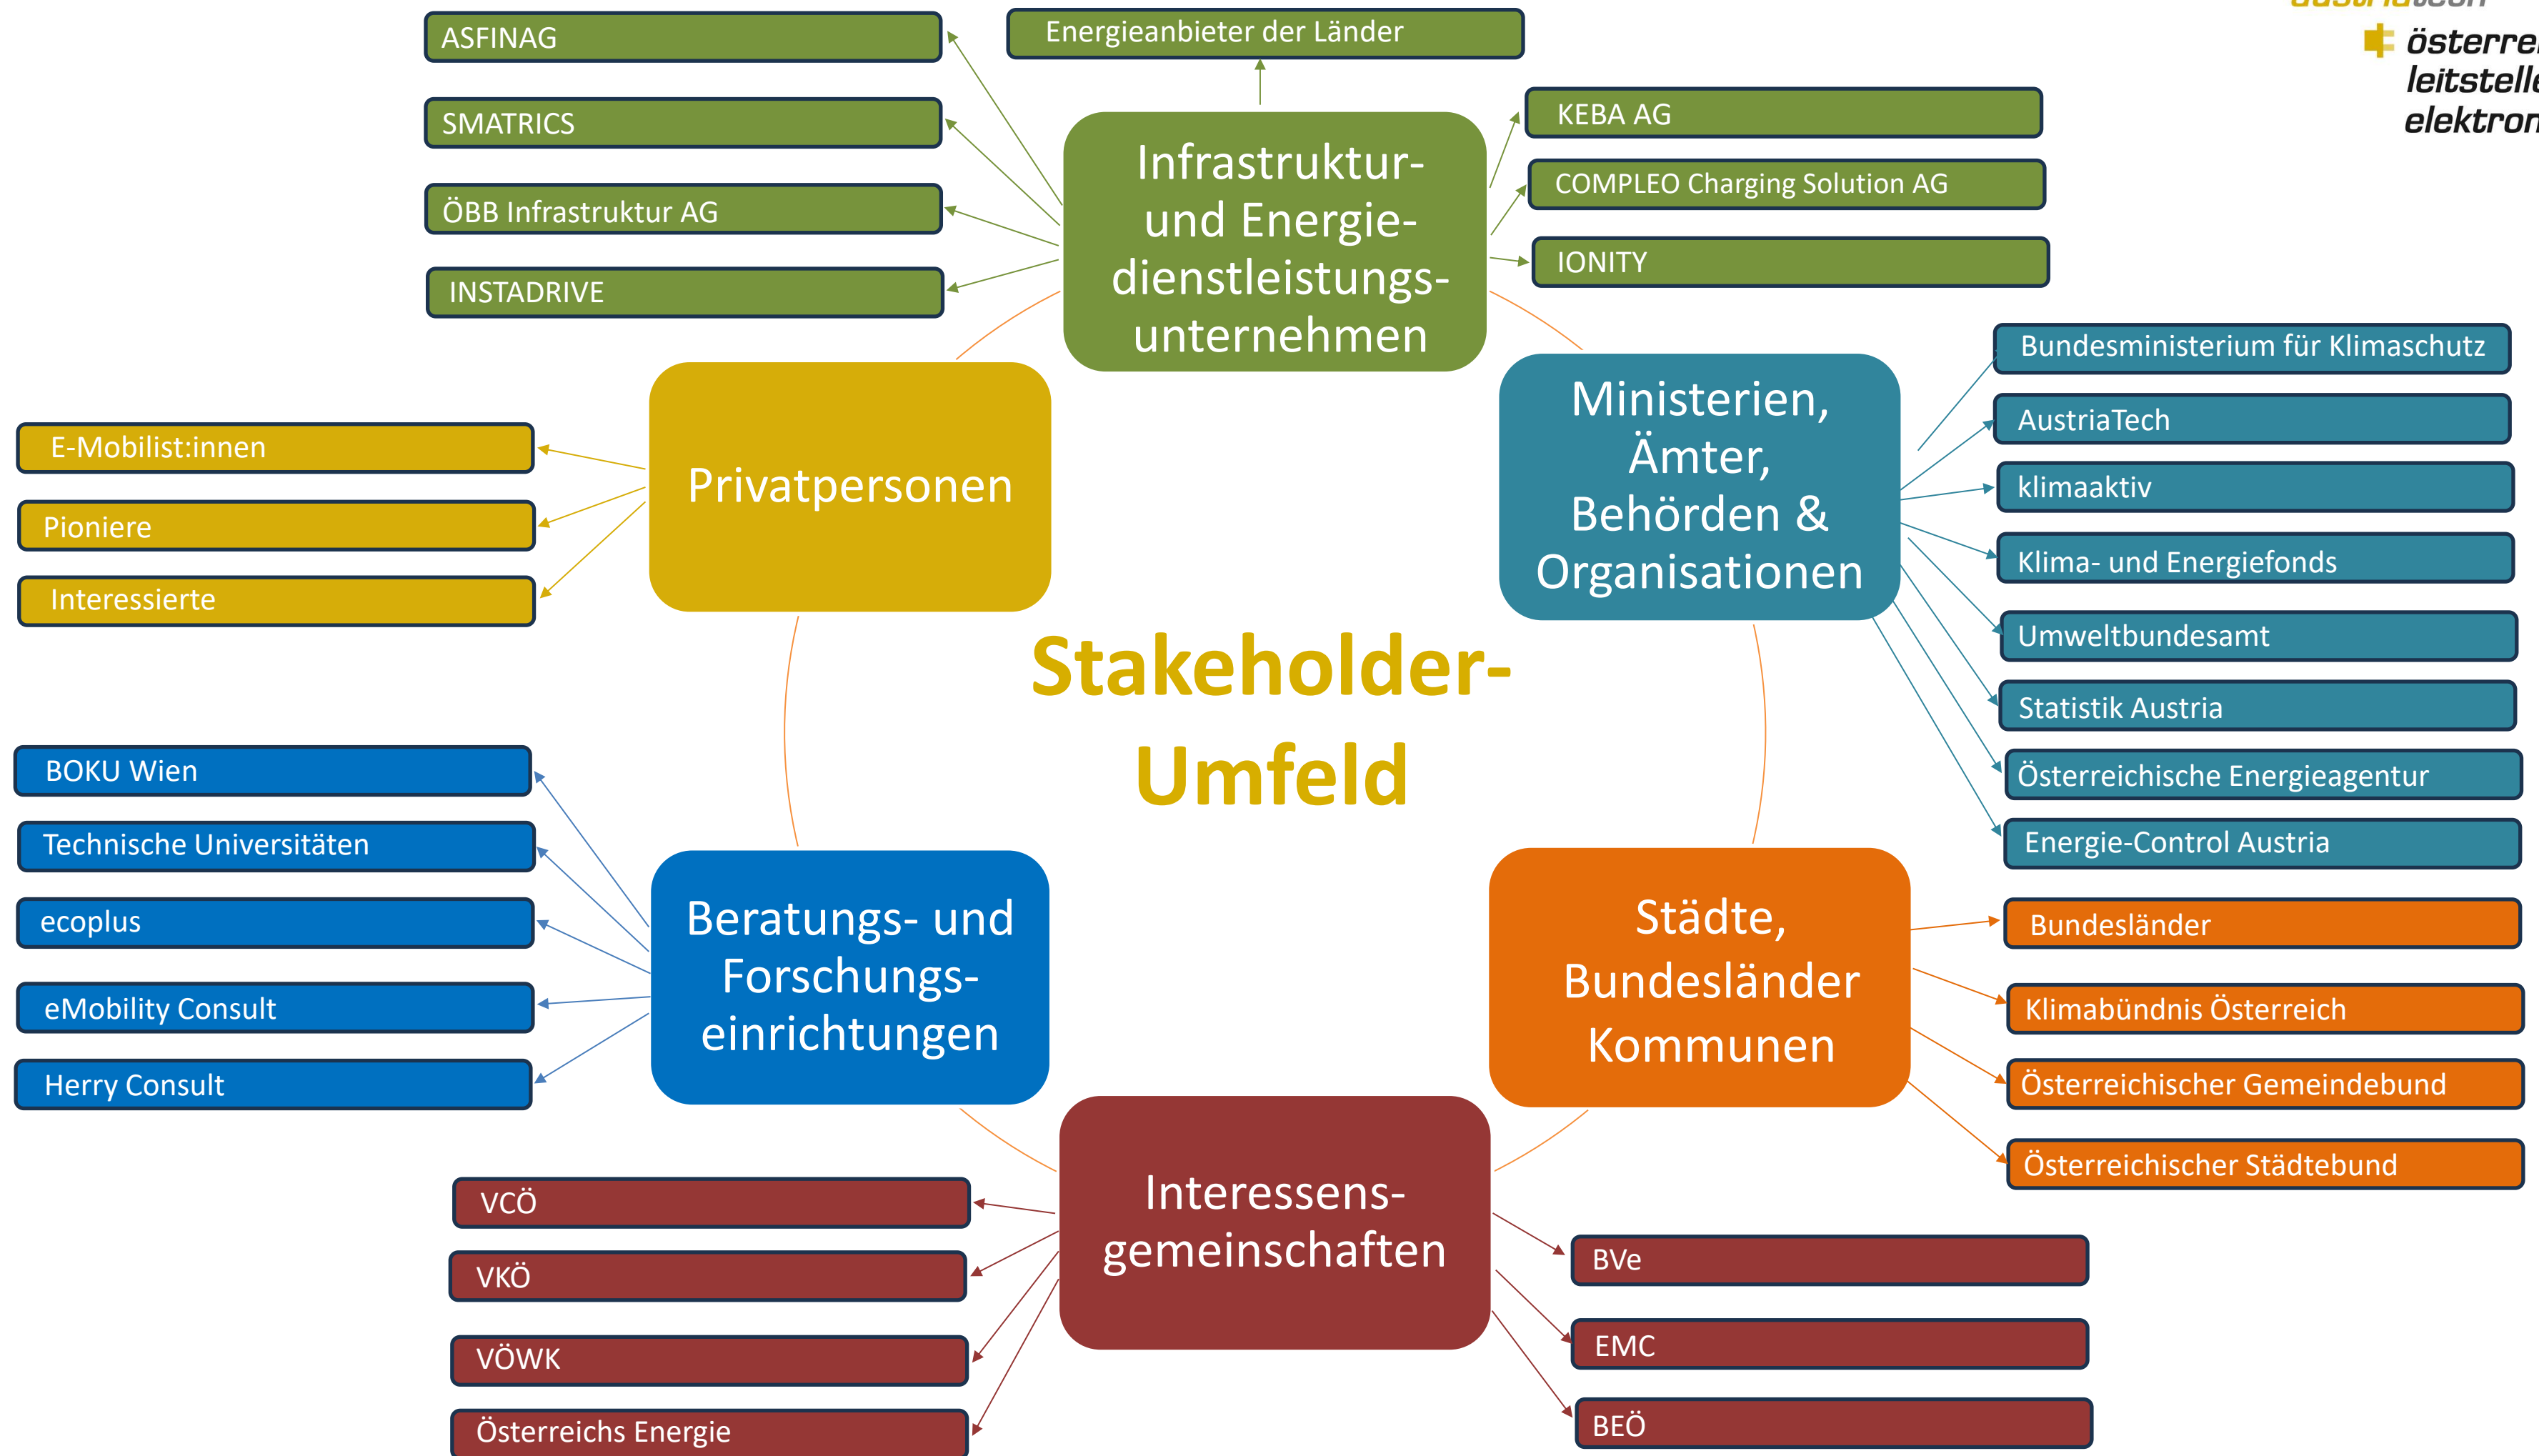 ASFINAG
SMATRICS
ÖBB Infrastruktur AG
INSTADRIVE
Energieanbieter der Länder
Infrastruktur-
und Energie-
dienstleistungs-
unternehmen
KEBA AG
COMPLEO Charging Solution AG
IONITY
Privatpersonen
E-Mobilist:innen
Pioniere
Interessierte
Ministerien,
Ämter,
Behörden &
Organisationen
Bundesministerium für Klimaschutz
AustriaTech
klimaaktiv
Klima- und Energiefonds
Umweltbundesamt
Statistik Austria
Österreichische Energieagentur
Energie-Control Austria
Stakeholder-
Umfeld
BOKU Wien
Technische Universitäten
ecoplus
eMobility Consult
Herry Consult
Beratungs- und
Forschungs-
einrichtungen
Städte,
Bundesländer
Kommunen
Bundesländer
Klimabündnis Österreich
Österreichischer Gemeindebund
Österreichischer Städtebund
Interessens-
gemeinschaften
VCÖ
VKÖ
VÖWK
Österreichs Energie
BVe
EMC
BEÖ